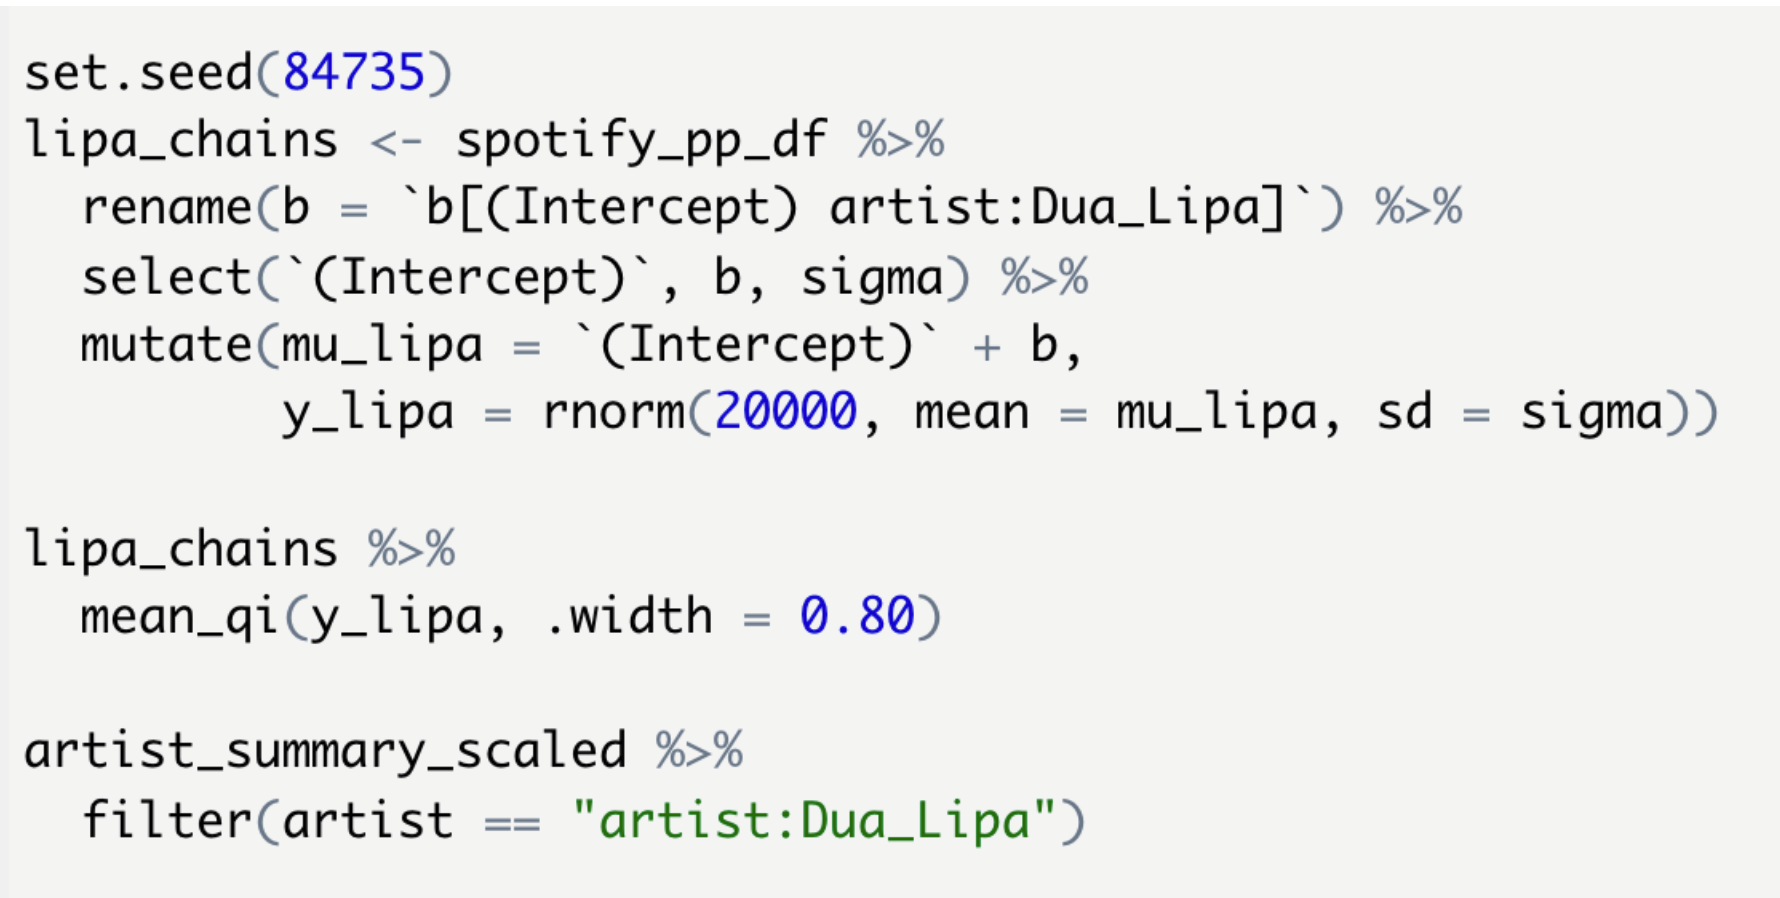 set.seed(84735)
lipa_chains <- spotify_pp_df %>%
  rename(b = `b[(Intercept) artist:Dua_Lipa]`) %>%
  select(`(Intercept)`, b, sigma) %>%
  mutate(mu_lipa = `(Intercept)` + b,
         y_lipa = rnorm(20000, mean = mu_lipa, sd = sigma))

lipa_chains %>%
  mean_qi(y_lipa, .width = 0.80)

artist_summary_scaled %>%
  filter(artist == "artist:Dua_Lipa")